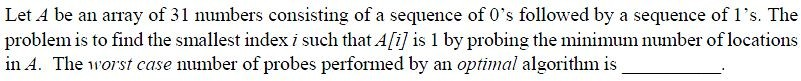 Let A be an array of 31 numbers consisting of a sequence of 0's followed by a sequence of 1's. The
problem is to find the smallest index i such that A[i] is 1 by probing the minimum number of locations
in A. The worst case number of probes performed by an optimal algorithm is ____________.